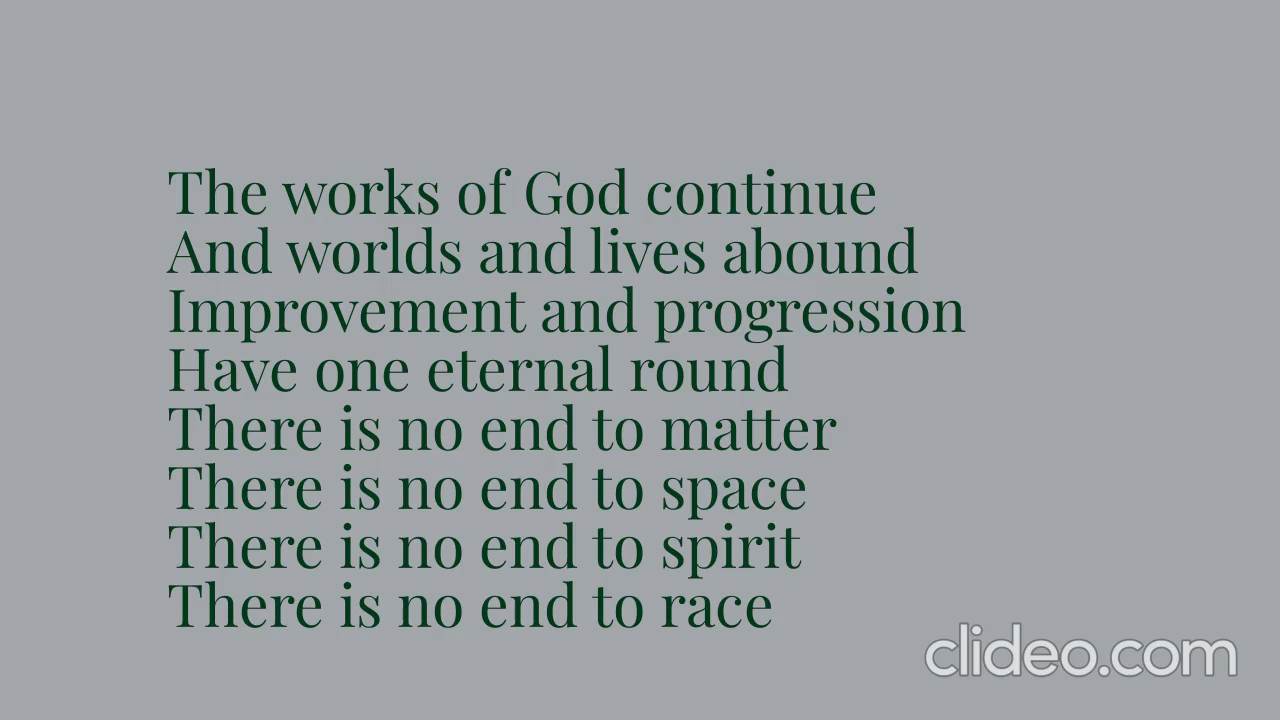 The works of God continue
And worlds and lives abound
Improvement and progression
Have one eternal round
There is no end to matter
There is no end to space
There is no end to spirit
There is no end to race
clideo.com